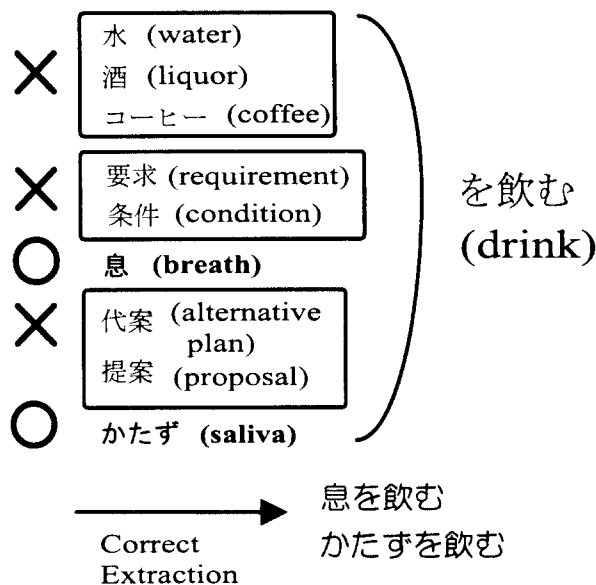 水 (water)
酒 (liquor)
コーヒー (coffee)
要求 (requirement)
条件 (condition)
息 (breath)
代案 (alternative
plan)
提案 (proposal)
かたず (saliva)
を飲む
(drink)
Correct
Extraction
息を飲む
かたずを飲む